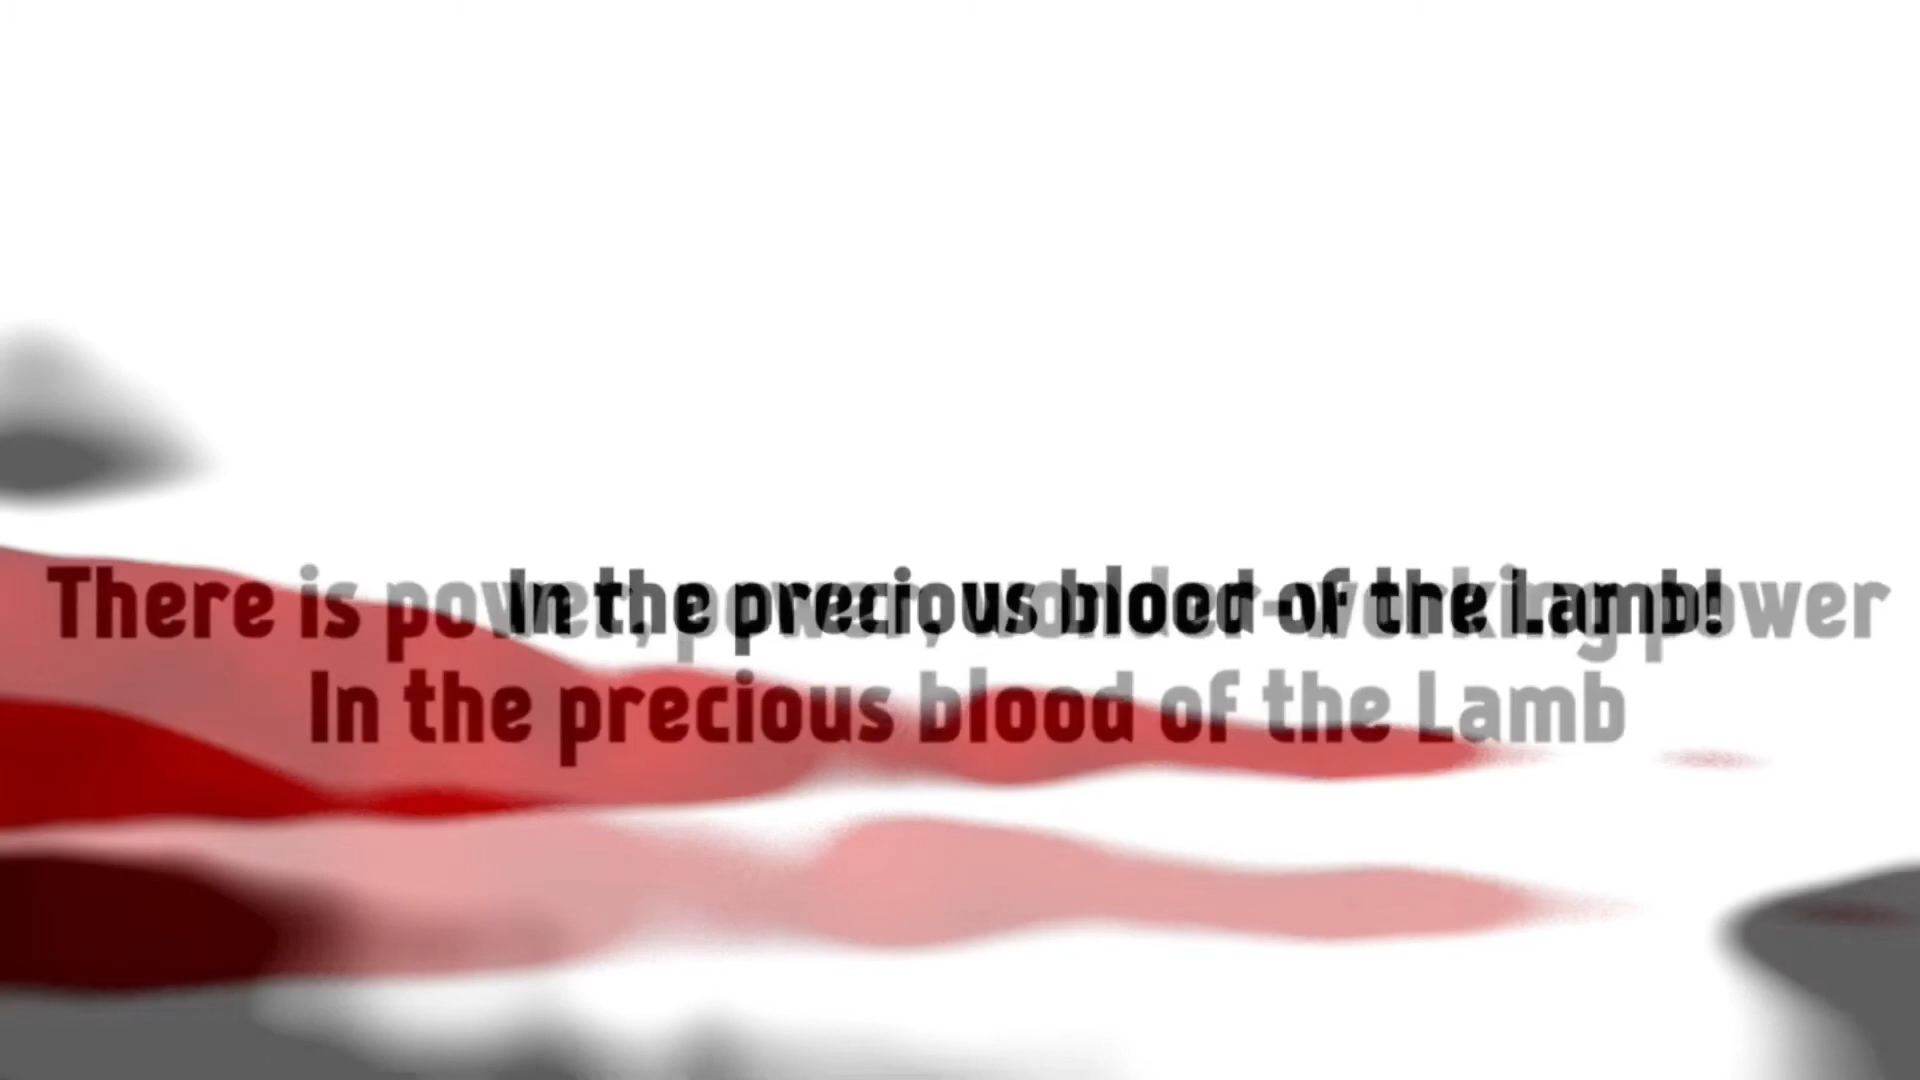 There is power, power, wonder-working power
In the precious blood of the Lamb!
In the precious blood of the Lamb